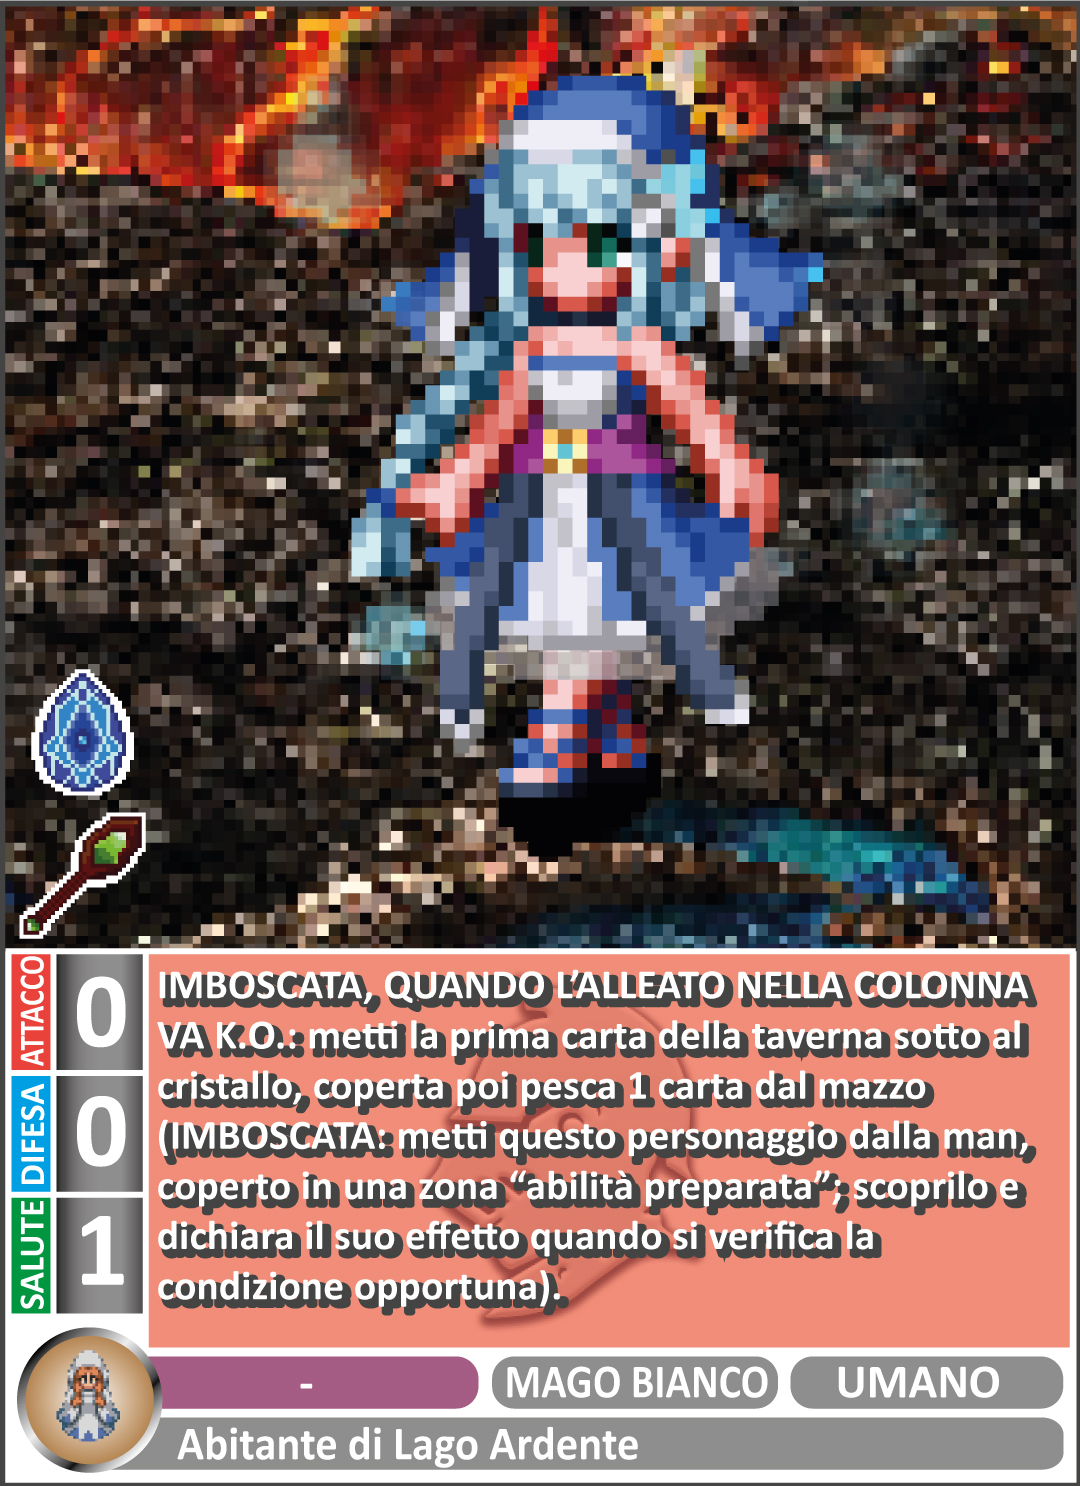 ATTACCO
0
DIFESA
0
SALUTE
1
IMBOSCATA, QUANDO L’ALLEATO NELLA COLONNA
VA K.O.: metti la prima carta della taverna sotto al
cristallo, coperta poi pesca 1 carta dal mazzo
(IMBOSCATA: metti questo personaggio dalla man,
coperto in una zona “abilità preparata”; scoprilo e
dichiara il suo effetto quando si verifica la
condizione opportuna).
-
MAGO BIANCO
UMANO
Abitante di Lago Ardente